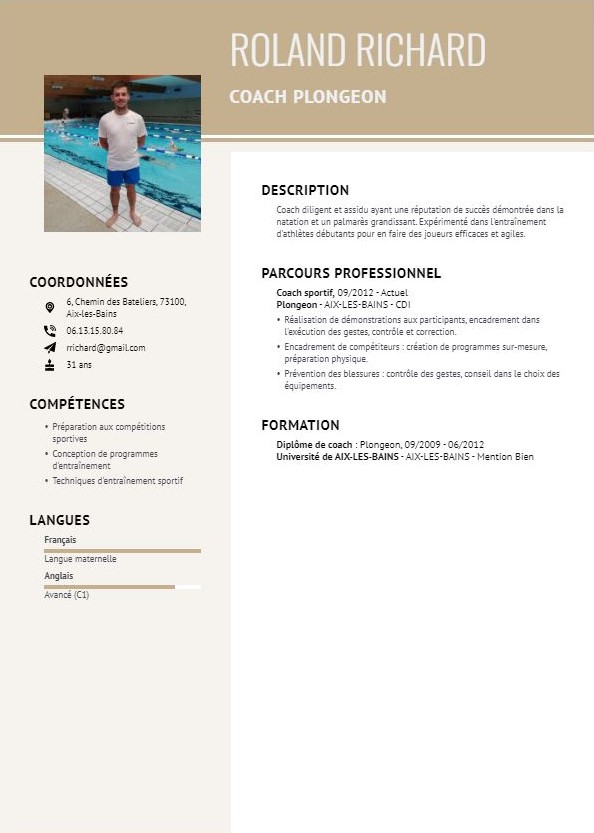 ROLAND RICHARD
COACH PLONGEON
COORDONNÉES
6, Chemin des Bateliers, 73100,
Aix-les-Bains
06.13.15.80.84
rrichard@gmail.com
31 ans
COMPÉTENCES
• Préparation aux compétitions
sportives
• Conception de programmes
d'entraînement
• Techniques d'entraînement sportif
LANGUES
Français
Langue maternelle
Anglais
Avancé (C1)
DESCRIPTION
Coach diligent et assidu ayant une réputation de succès démontrée dans la
natation et un palmarès grandissant. Expérimenté dans l'entraînement
d'athlètes débutants pour en faire des joueurs efficaces et agiles.
PARCOURS PROFESSIONNEL
Coach sportif, 09/2012 - Actuel
Plongeon - AIX-LES-BAINS - CDI
• Réalisation de démonstrations aux participants, encadrement dans
l'exécution des gestes, contrôle et correction.
• Encadrement de compétiteurs : création de programmes sur-mesure,
préparation physique.
• Prévention des blessures : contrôle des gestes, conseil dans le choix des
équipements.
FORMATION
Diplôme de coach : Plongeon, 09/2009 - 06/2012
Université de AIX-LES-BAINS - AIX-LES-BAINS - Mention Bien